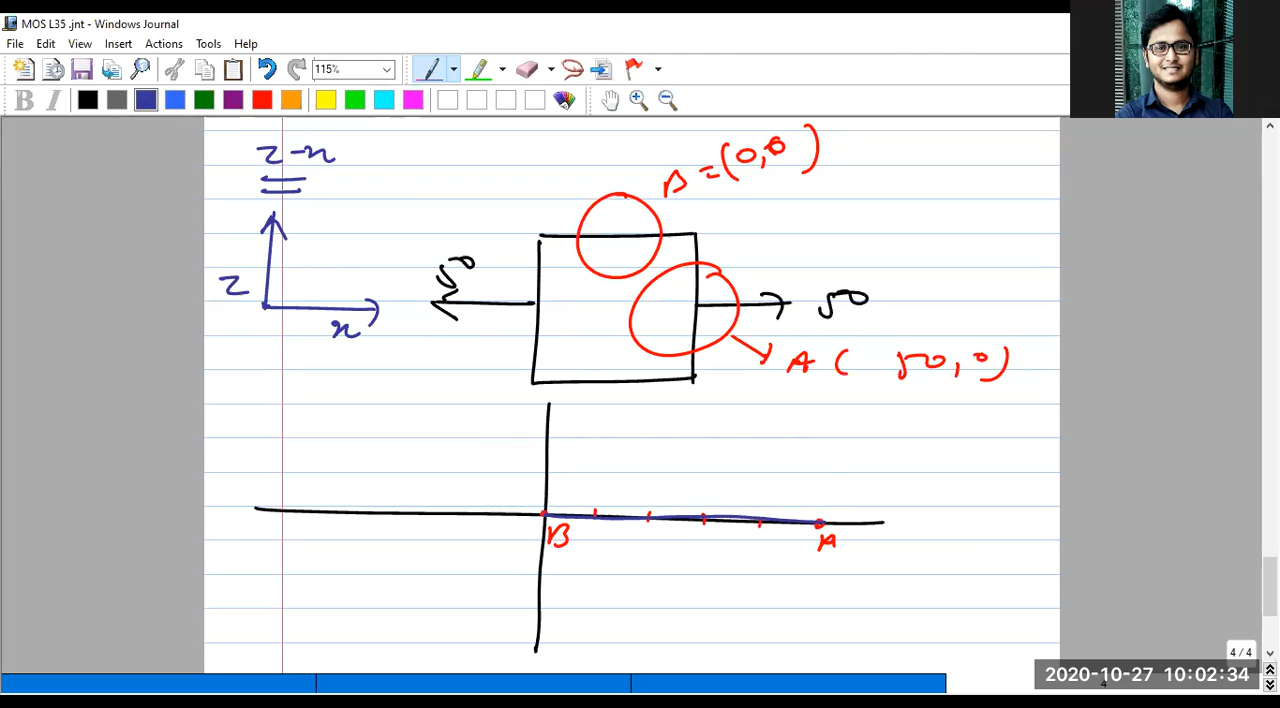 MOS L35 .jnt - Windows Journal
File Edit View Insert Actions Tools Help
115%
B I
z-x
B = (0,0)
z
x
50
50
A ( 50, 0)
B
A
4 / 4
2020-10-27 10:02:34
4